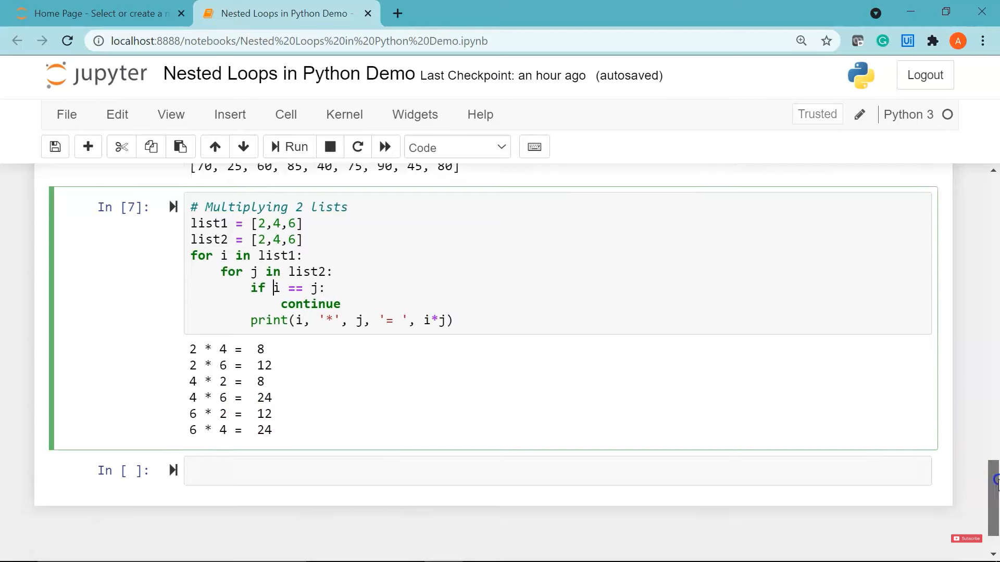 Home Page - Select or create a n
Nested Loops in Python Demo -
localhost:8888/notebooks/Nested%20Loops%20in%20Python%20Demo.ipynb
G
Ui
A
jupyter Nested Loops in Python Demo Last Checkpoint: an hour ago (autosaved)
Logout
File Edit View Insert Cell Kernel Widgets Help
Trusted Python 3
Run Code
[70, 25, 60, 85, 40, 75, 90, 45, 80]
In [7]:
# Multiplying 2 lists
list1 = [2,4,6]
list2 = [2,4,6]
for i in list1:
    for j in list2:
        if i == j:
            continue
        print(i, '*', j, '= ', i*j)
2 * 4 =  8
2 * 6 =  12
4 * 2 =  8
4 * 6 =  24
6 * 2 =  12
6 * 4 =  24
In [ ]:
Subscribe